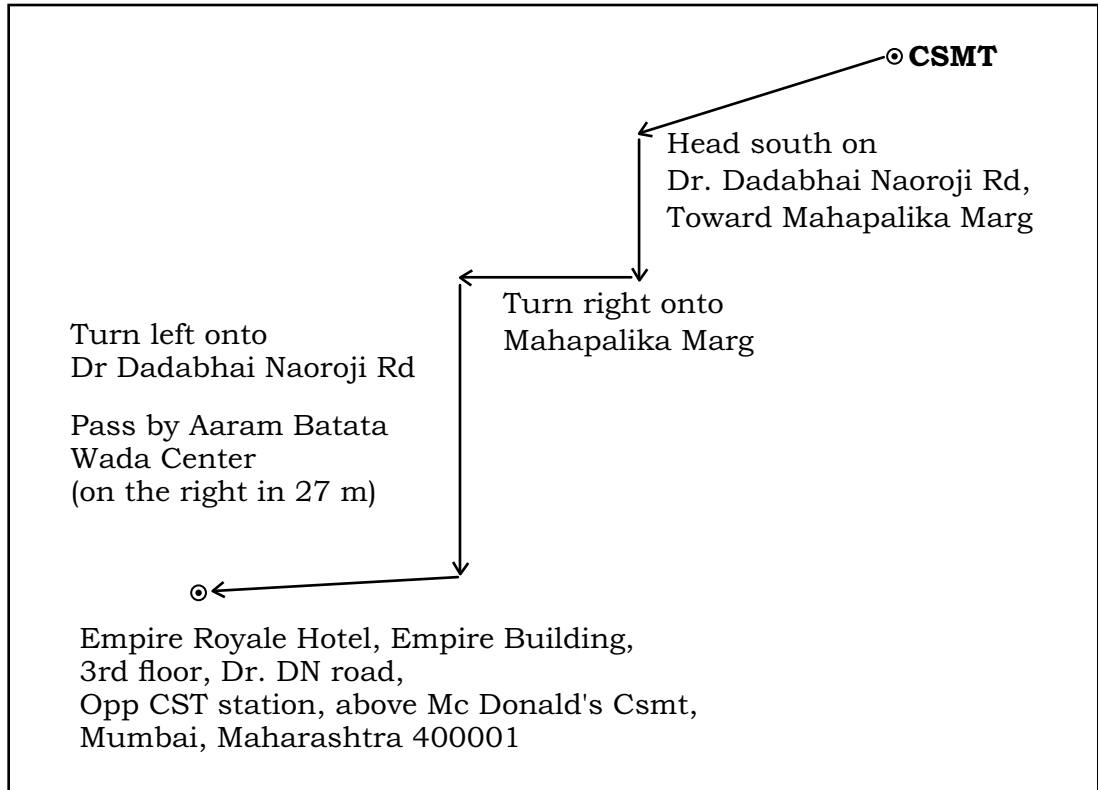 CSMT
Head south on
Dr. Dadabhai Naoroji Rd,
Toward Mahapalika Marg
Turn right onto
Mahapalika Marg
Turn left onto
Dr Dadabhai Naoroji Rd
Pass by Aaram Batata
Wada Center
(on the right in 27 m)
Empire Royale Hotel, Empire Building,
3rd floor, Dr. DN road,
Opp CST station, above Mc Donald's Csmt,
Mumbai, Maharashtra 400001